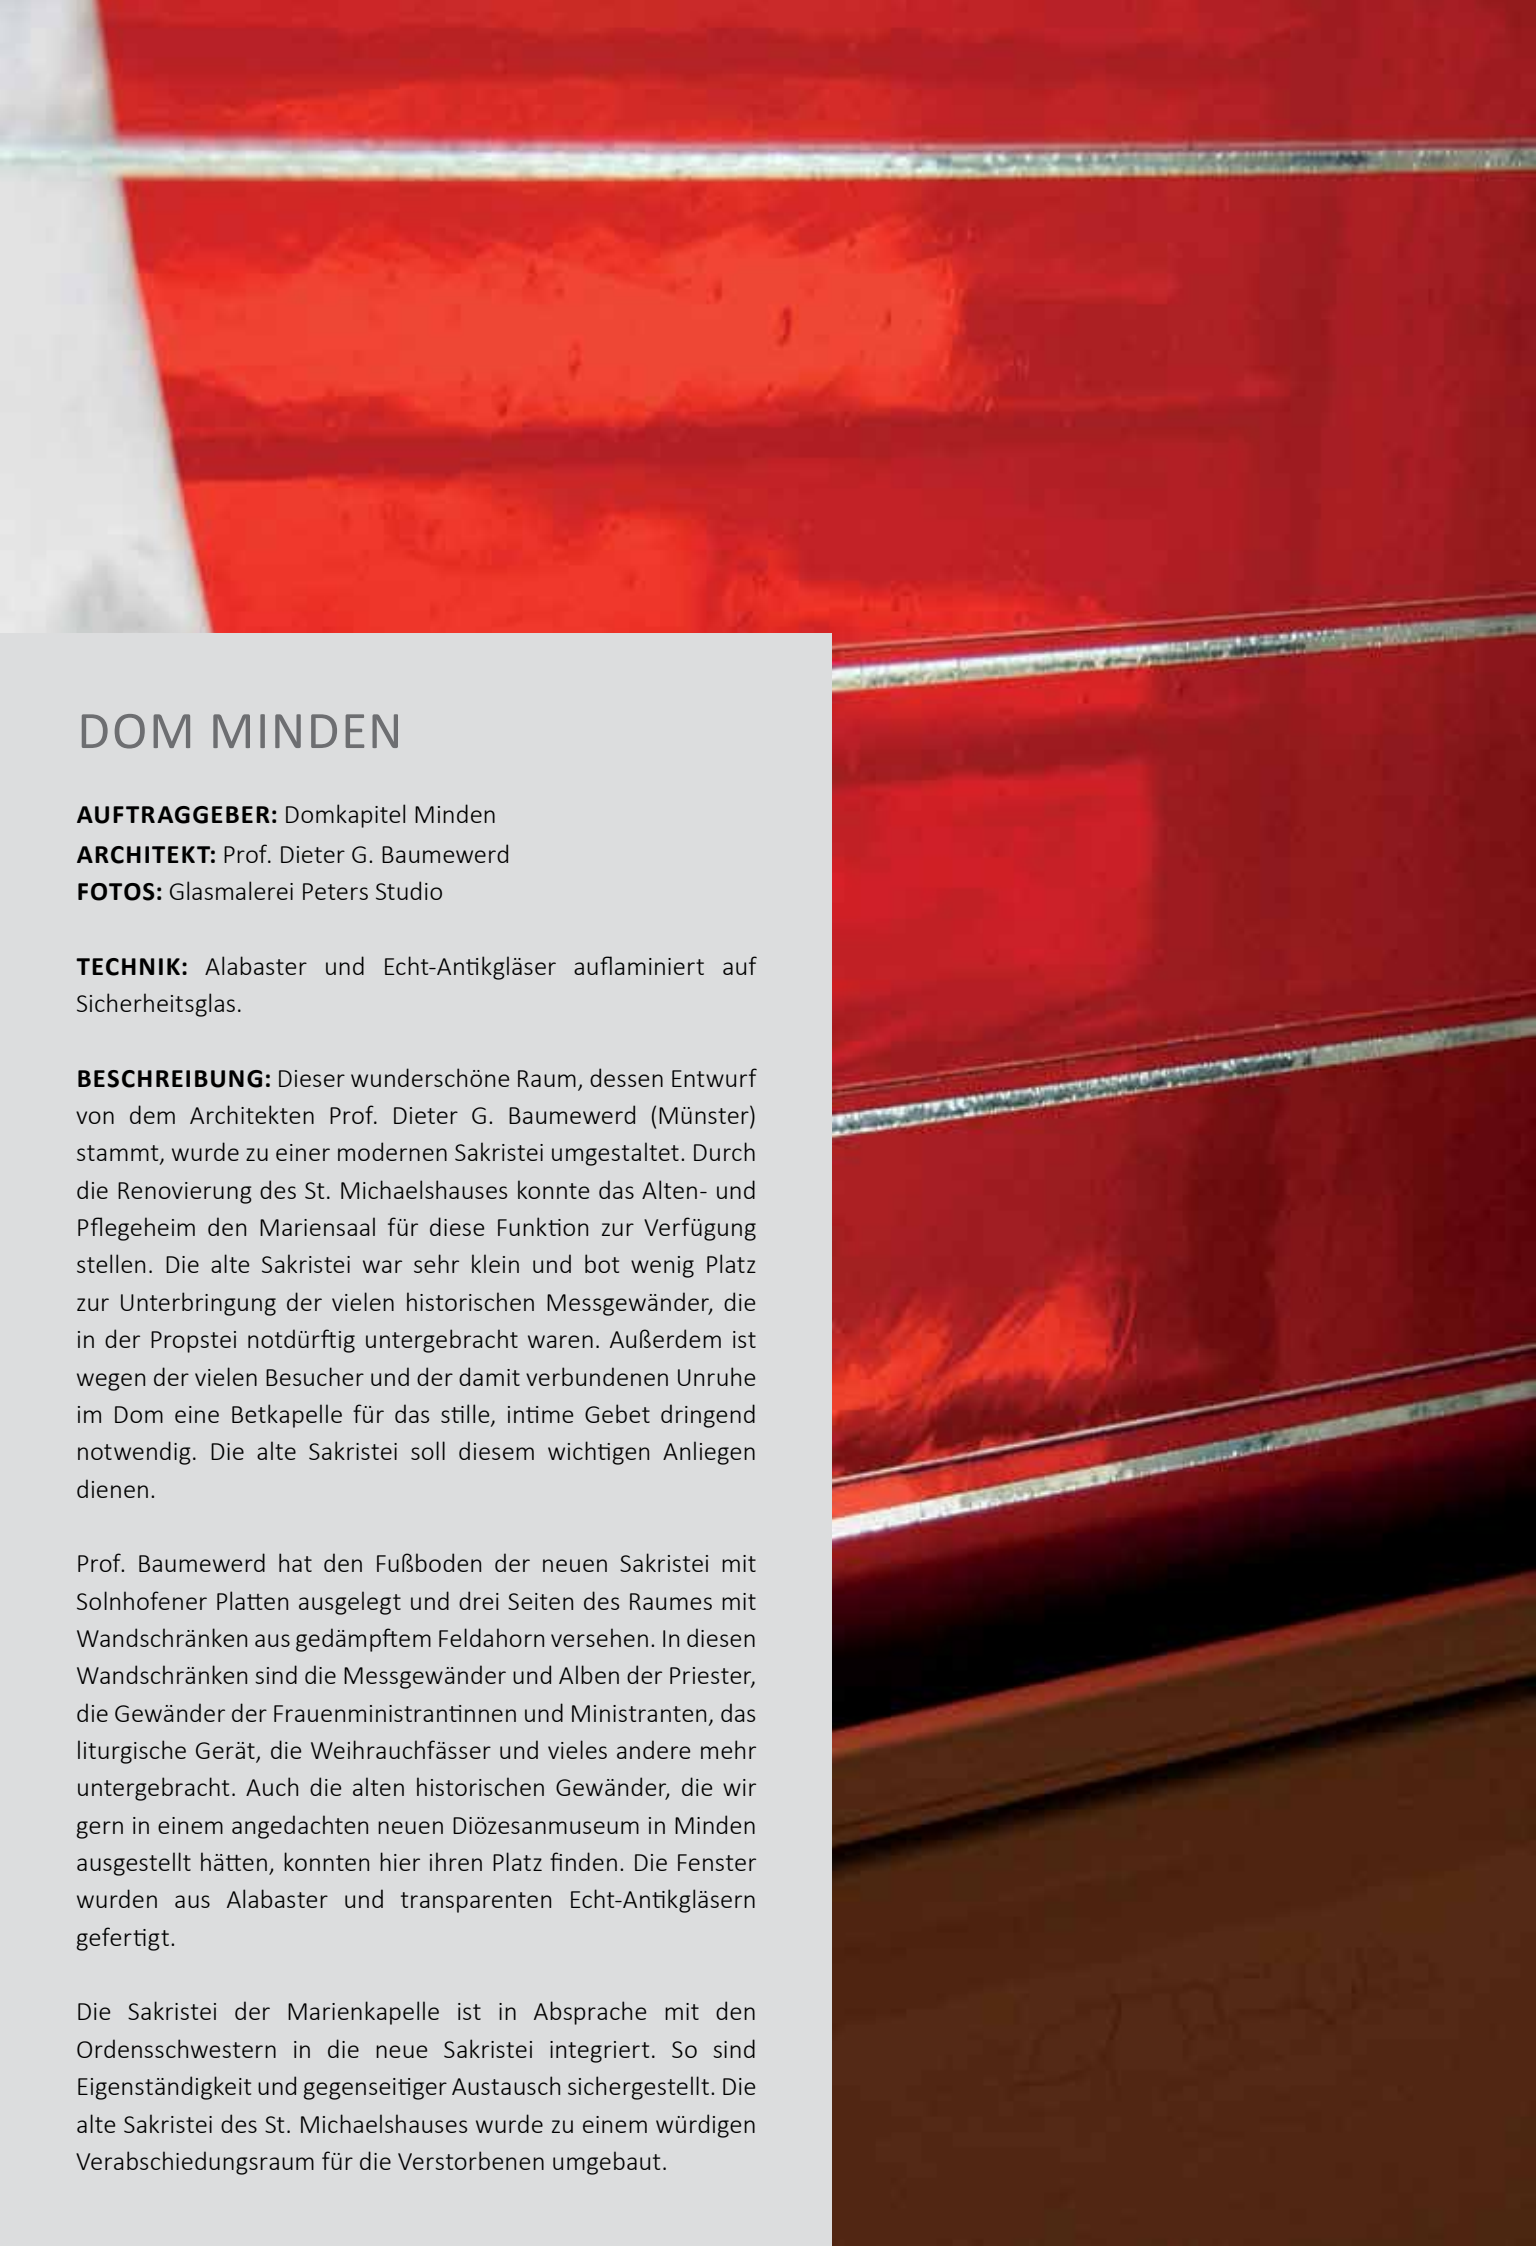 DOM MINDEN
AUFTRAGGEBER: Domkapitel Minden
ARCHITEKT: Prof. Dieter G. Baumewerd
FOTOS: Glasmalerei Peters Studio
TECHNIK: Alabaster und Echt-Antikgläser auflaminiert auf
Sicherheitsglas.
BESCHREIBUNG: Dieser wunderschöne Raum, dessen Entwurf
von dem Architekten Prof. Dieter G. Baumewerd (Münster)
stammt, wurde zu einer modernen Sakristei umgestaltet. Durch
die Renovierung des St. Michaelshauses konnte das Alten- und
Pflegeheim den Mariensaal für diese Funktion zur Verfügung
stellen. Die alte Sakristei war sehr klein und bot wenig Platz
zur Unterbringung der vielen historischen Messgewänder, die
in der Propstei notdürftig untergebracht waren. Außerdem ist
wegen der vielen Besucher und der damit verbundenen Unruhe
im Dom eine Betkapelle für das stille, intime Gebet dringend
notwendig. Die alte Sakristei soll diesem wichtigen Anliegen
dienen.
Prof. Baumewerd hat den Fußboden der neuen Sakristei mit
Solnhofener Platten ausgelegt und drei Seiten des Raumes mit
Wandschränken aus gedämpftem Feldahorn versehen. In diesen
Wandschränken sind die Messgewänder und Alben der Priester,
die Gewänder der Frauenministrantinnen und Ministranten, das
liturgische Gerät, die Weihrauchfässer und vieles andere mehr
untergebracht. Auch die alten historischen Gewänder, die wir
gern in einem angedachten neuen Diözesanmuseum in Minden
ausgestellt hätten, konnten hier ihren Platz finden. Die Fenster
wurden aus Alabaster und transparenten Echt-Antikgläsern
gefertigt.
Die Sakristei der Marienkapelle ist in Absprache mit den
Ordensschwestern in die neue Sakristei integriert. So sind
Eigenständigkeit und gegenseitiger Austausch sichergestellt. Die
alte Sakristei des St. Michaelshauses wurde zu einem würdigen
Verabschiedungsraum für die Verstorbenen umgebaut.